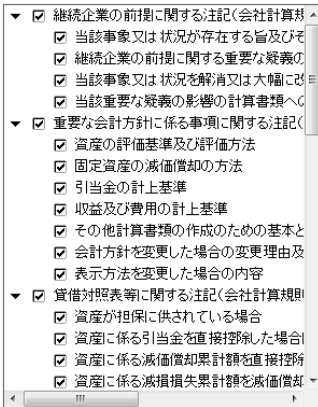 継続企業の前提に関する注記(会計計算規
当該事象又は状況が存在する旨及びそ
継続企業の前提に関する重要な疑義の
当該事象又は状況を解消又は大幅に改
当該重要な疑義の影響の計算書類への
重要な会計方針に係る事項に関する注記(
資産の評価基準及び評価方法
固定資産の減価償却の方法
引当金の計上基準
収益及び費用の計上基準
その他計算書類の作成のための基本と
会計方針を変更した場合の変更理由及
表示方法を変更した場合の内容
貸借対照表等に関する注記(会計計算規則
資産が担保に供されている場合
資産に係る引当金を直接控除した場合
資産に係る減価償却累計額を直接控除
資産に係る減損損失累計額を減価償却